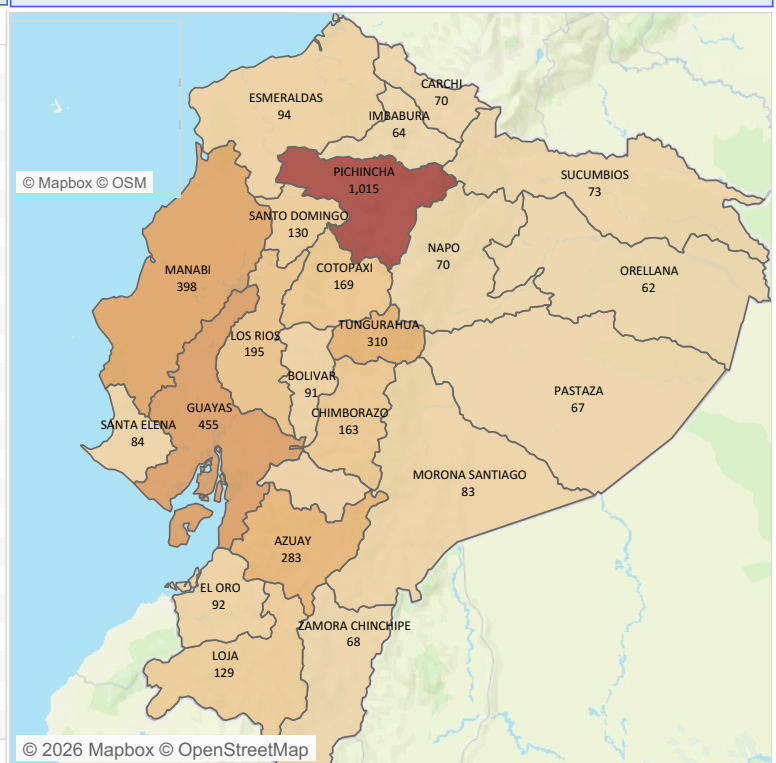 CARCHI
70
ESMERALDAS
94
IMBABURA
64
PICHINCHA
1,015
SUCUMBIOS
73
© Mapbox © OSM
SANTO DOMINGO
130
NAPO
70
MANABI
398
COTOPAXI
169
ORELLANA
62
TUNGURAHUA
310
LOS RIOS
195
BOLIVAR
91
PASTAZA
67
GUAYAS
455
CHIMBORAZO
163
SANTA ELENA
84
MORONA SANTIAGO
83
AZUAY
283
EL ORO
92
ZAMORA CHINCHIPE
68
LOJA
129
© 2026 Mapbox © OpenStreetMap